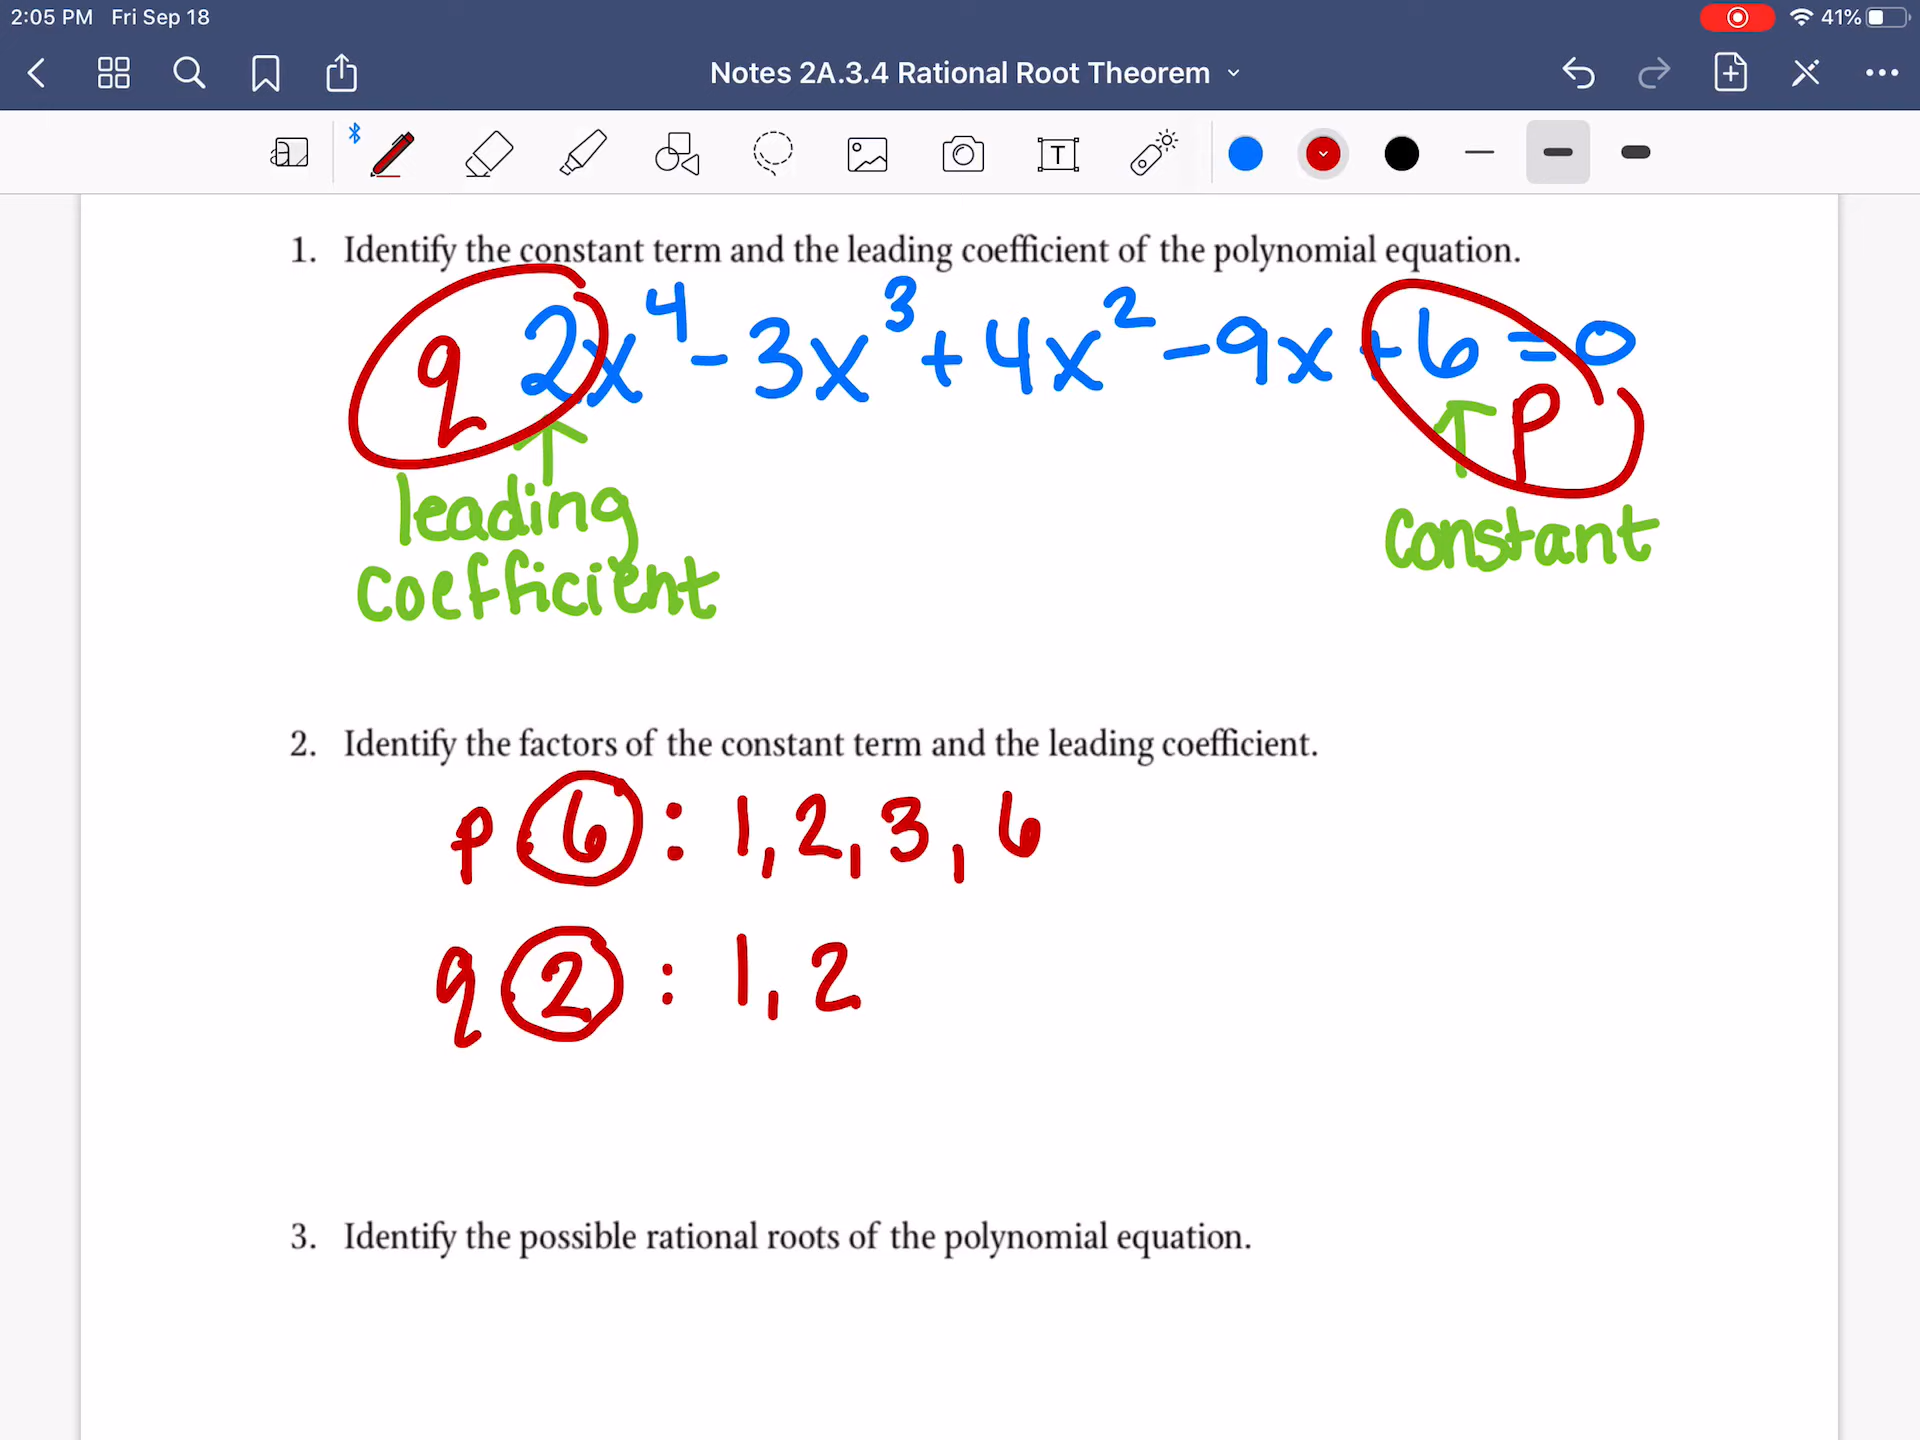 2:05 PM Fri Sep 18
41%
Notes 2A.3.4 Rational Root Theorem
1. Identify the constant term and the leading coefficient of the polynomial equation.
q 2x⁴ - 3x³ + 4x² - 9x + 6 = 0
p
leading
coefficient
constant
2. Identify the factors of the constant term and the leading coefficient.
p 6 : 1, 2, 3, 6
q 2 : 1, 2
3. Identify the possible rational roots of the polynomial equation.